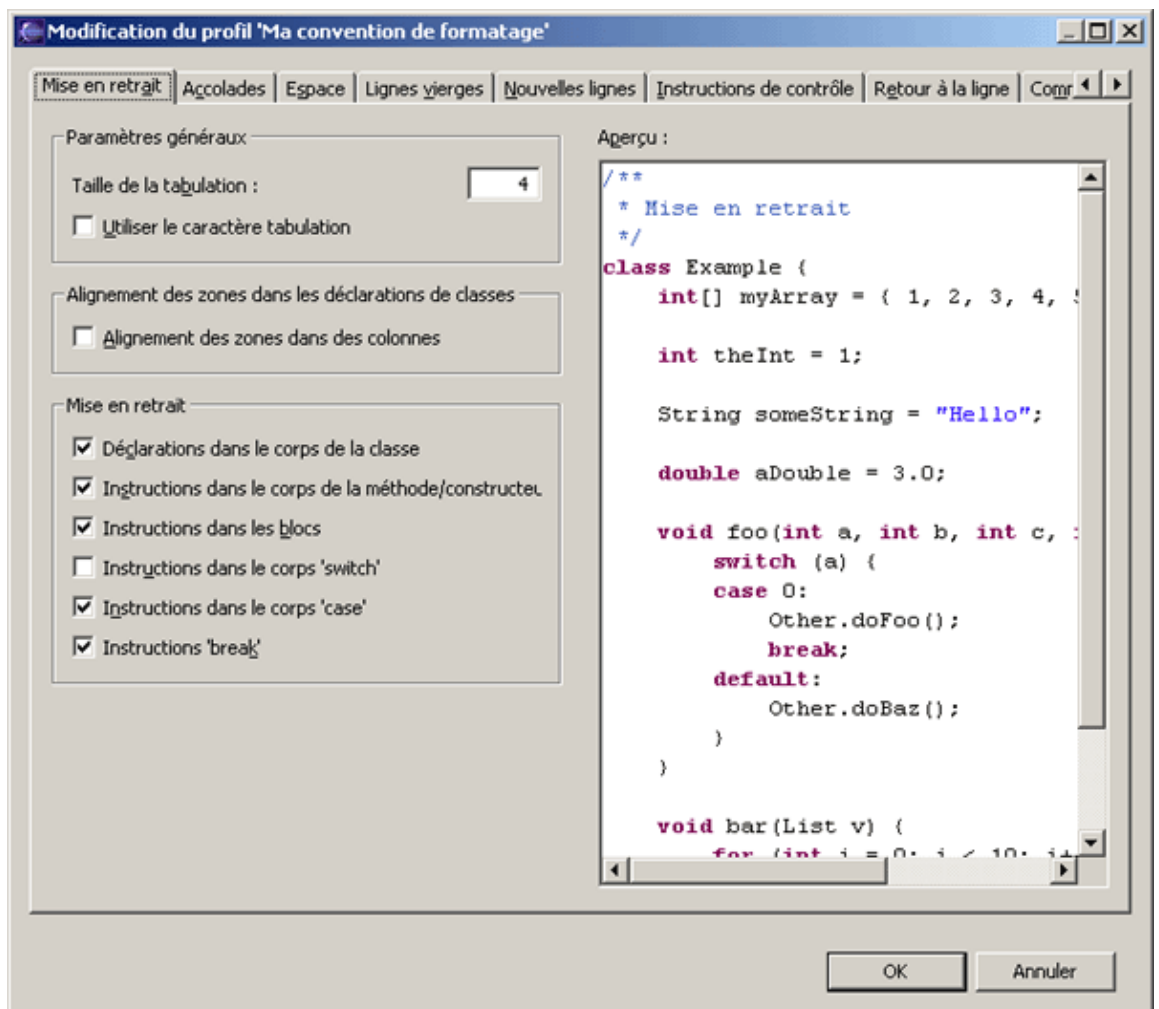 Modification du profil 'Ma convention de formatage'
Mise en retrait Accolades Espace Lignes vierges Nouvelles lignes Instructions de contrôle Retour à la ligne Comr
Paramètres généraux
Taille de la tabulation : 4
Utiliser le caractère tabulation
Alignement des zones dans les déclarations de classes
Alignement des zones dans des colonnes
Mise en retrait
Déclarations dans le corps de la classe
Instructions dans le corps de la méthode/constructeu
Instructions dans les blocs
Instructions dans le corps 'switch'
Instructions dans le corps 'case'
Instructions 'break'
Aperçu :
/**
 * Mise en retrait
 */
class Example {
    int[] myArray = { 1, 2, 3, 4,
    int theInt = 1;
    String someString = "Hello";
    double aDouble = 3.0;
    void foo(int a, int b, int c,
        switch (a) {
        case 0:
            Other.doFoo();
            break;
        default:
            Other.doBaz();
        }
    }
    void bar(List v) {
        for (int i = 0; i < 10; i+
OK Annuler